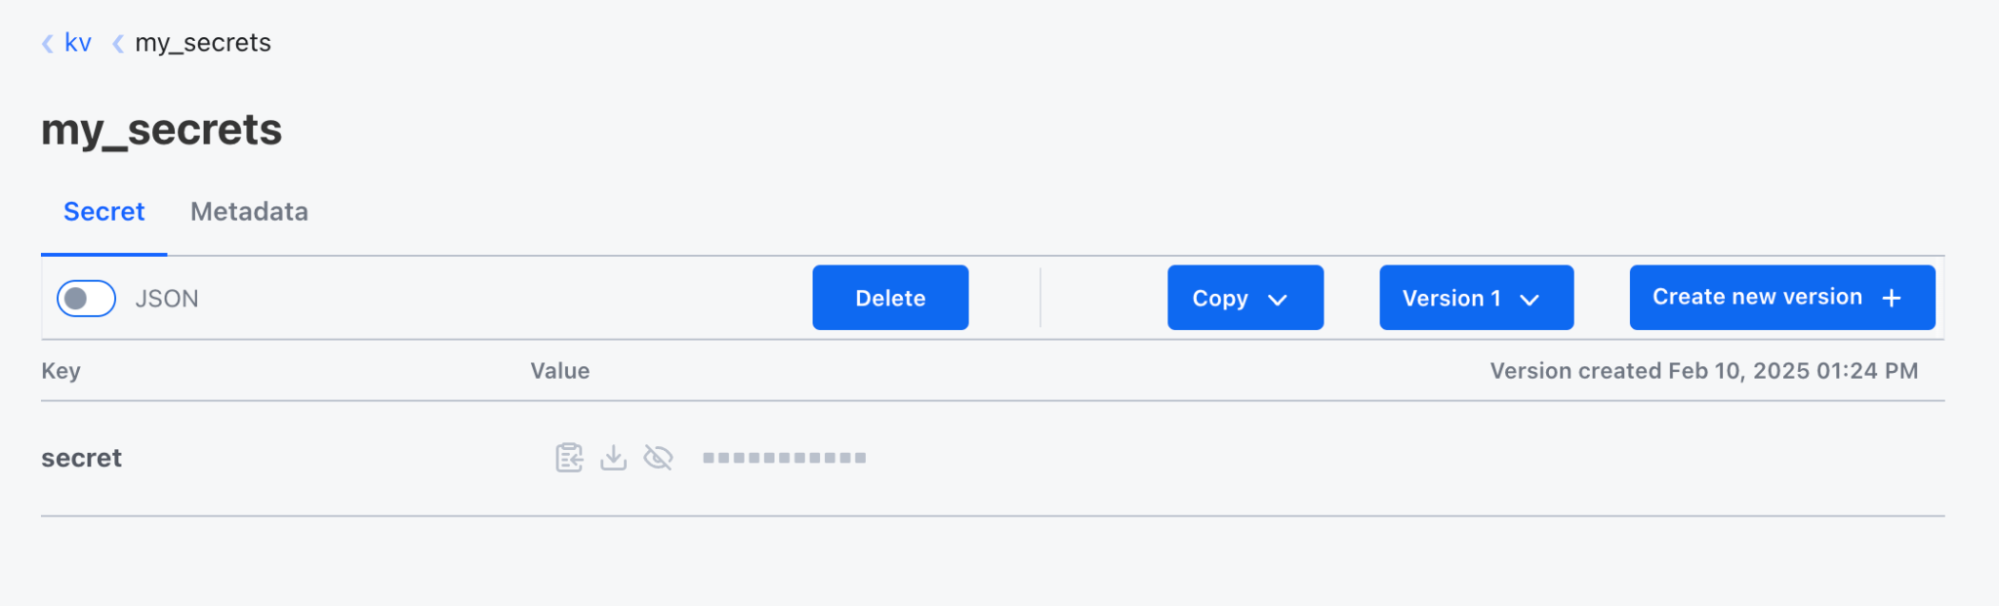 kv my_secrets
my_secrets
Secret Metadata
JSON Delete Copy Version 1 Create new version +
Key Value Version created Feb 10, 2025 01:24 PM
secret